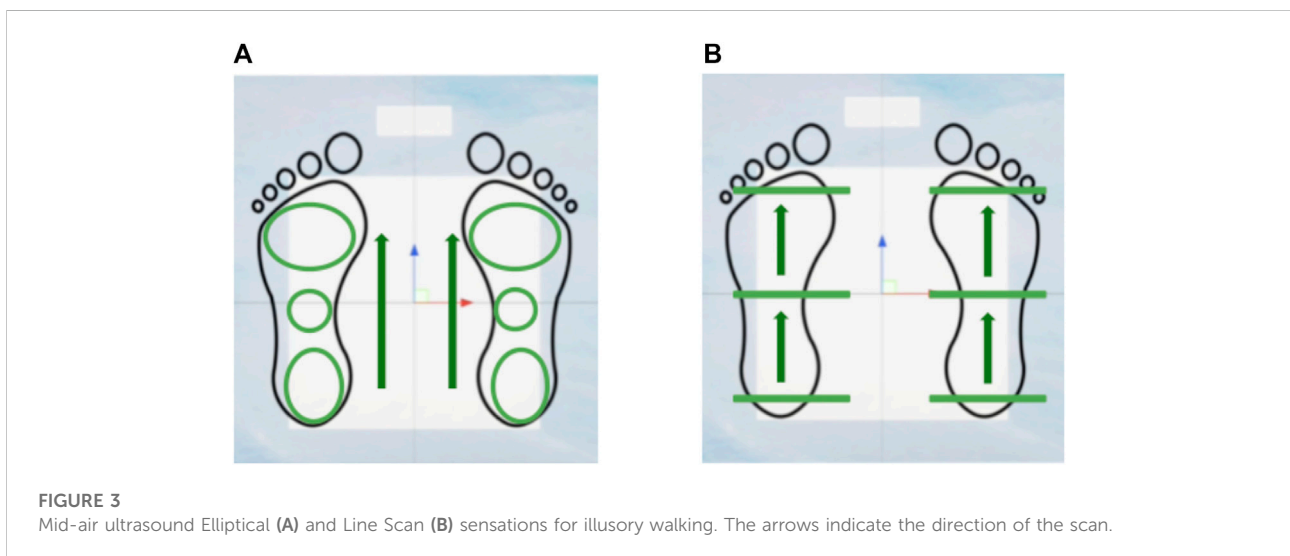 A
B
FIGURE 3
Mid-air ultrasound Elliptical (A) and Line Scan (B) sensations for illusory walking. The arrows indicate the direction of the scan.